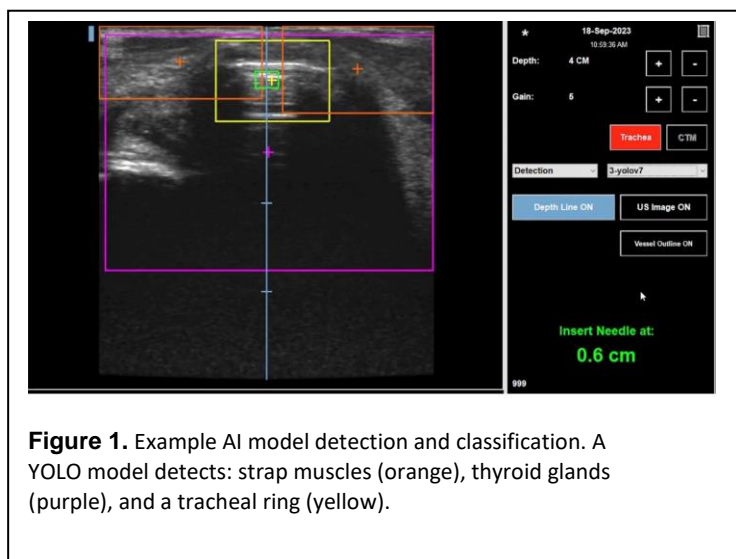 * 18-Sep-2023
10:59:36 AM
Depth: 4 CM + -
Gain: 5 + -
Trachea CTM
Detection 3-yolov7
Depth Line ON US Image ON
Vessel Outline ON
Insert Needle at:
0.6 cm
999
Figure 1. Example AI model detection and classification. A
YOLO model detects: strap muscles (orange), thyroid glands
(purple), and a tracheal ring (yellow).